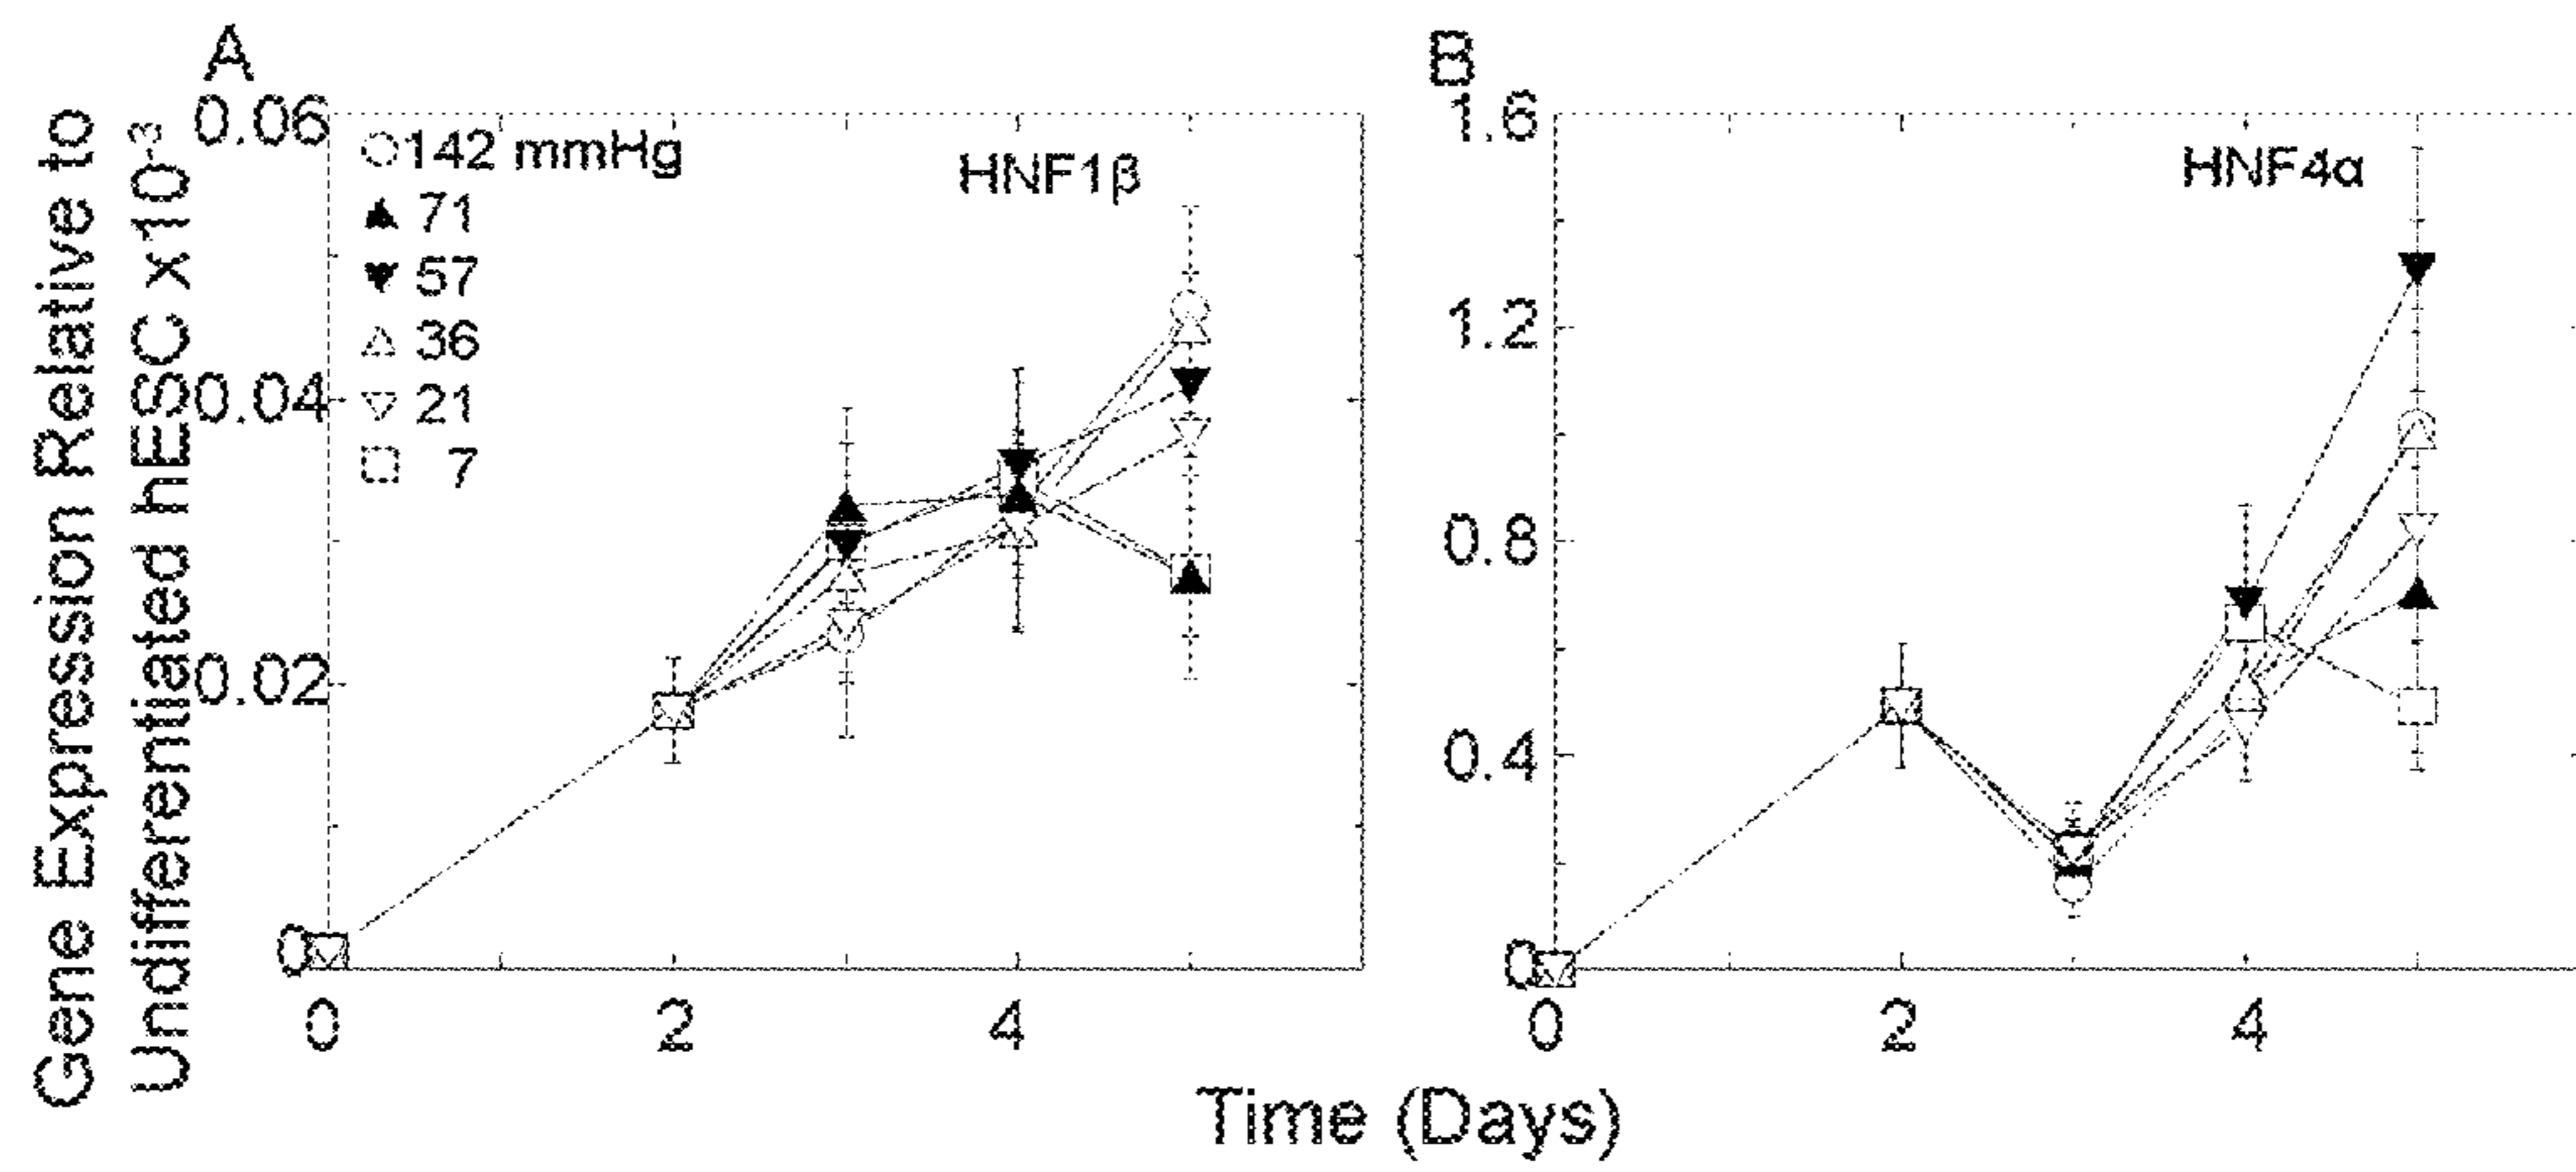 A
B
Gene Expression Relative to
Undifferentiated hESC x10-3
0.06
0.04
0.02
0
142 mmHg
71
57
36
21
7
HNF1β
0
2
4
1.6
1.2
0.8
0.4
0
HNF4α
0
2
4
Time (Days)